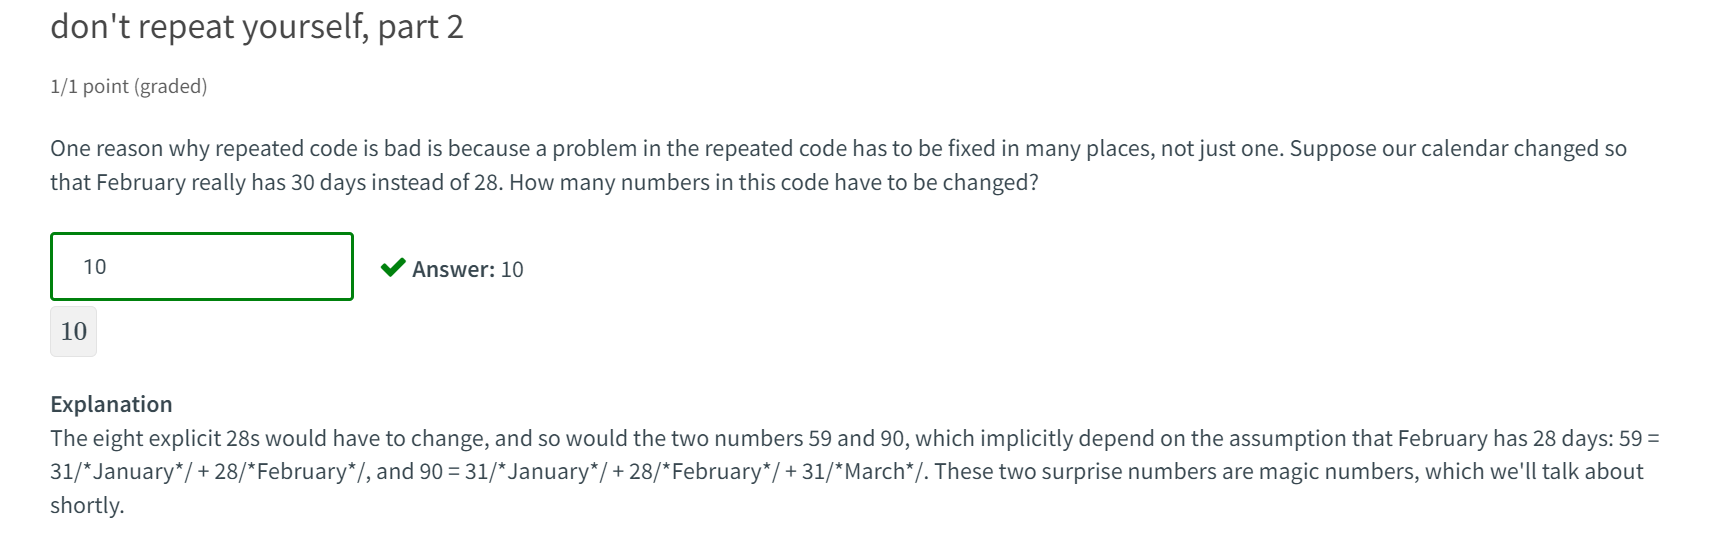 don't repeat yourself, part 2
1/1 point (graded)
One reason why repeated code is bad is because a problem in the repeated code has to be fixed in many places, not just one. Suppose our calendar changed so
that February really has 30 days instead of 28. How many numbers in this code have to be changed?
10
Answer: 10
10
Explanation
The eight explicit 28s would have to change, and so would the two numbers 59 and 90, which implicitly depend on the assumption that February has 28 days: 59 =
31/*January*/ + 28/*February*/, and 90 = 31/*January*/ + 28/*February*/ + 31/*March*/. These two surprise numbers are magic numbers, which we'll talk about
shortly.